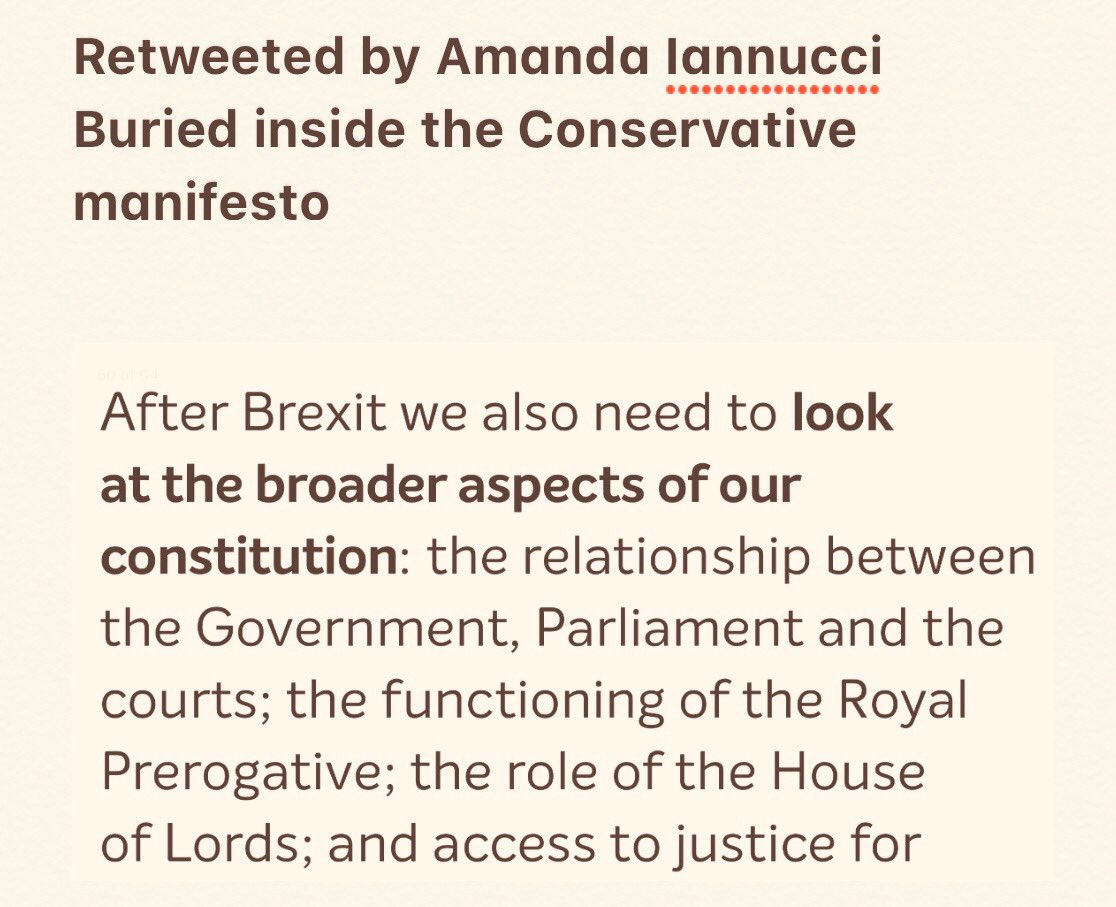 Retweeted by Amanda Iannucci
Buried inside the Conservative
manifesto
60 of 64
After Brexit we also need to look
at the broader aspects of our
constitution: the relationship between
the Government, Parliament and the
courts; the functioning of the Royal
Prerogative; the role of the House
of Lords; and access to justice for